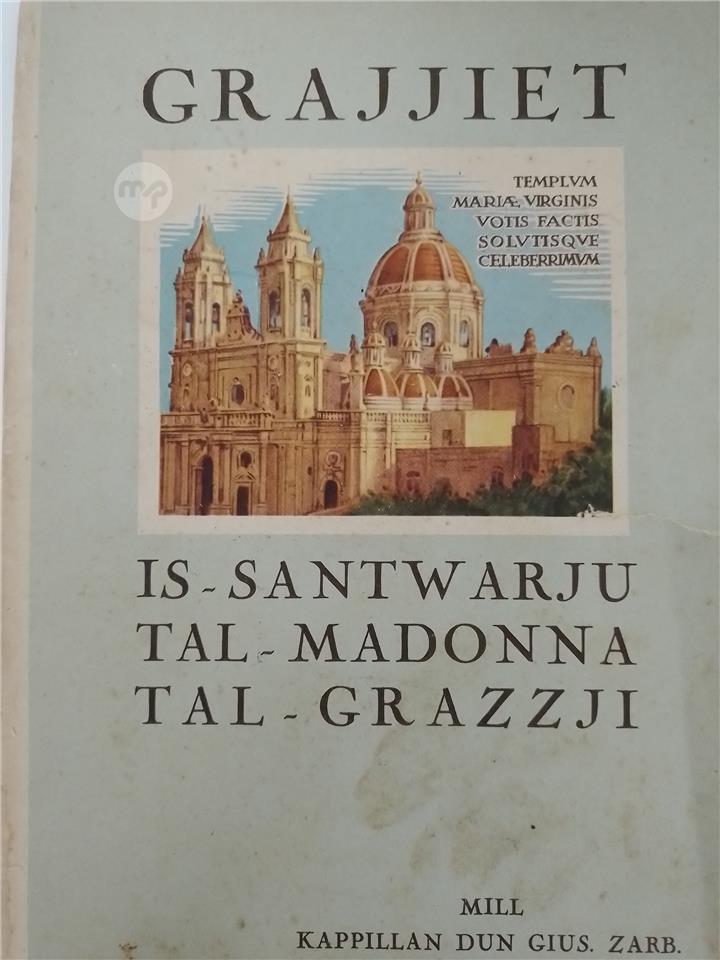 GRAJJIET
mp
TEMPLVM
MARIÆ, VIRGINIS
VOTIS FACTIS
SOLVTISQVE
CELEBERRIMVM
IS-SANTWARJU
TAL-MADONNA
TAL-GRAZZJI
MILL
KAPPILLAN DUN GIUS. ZARB.